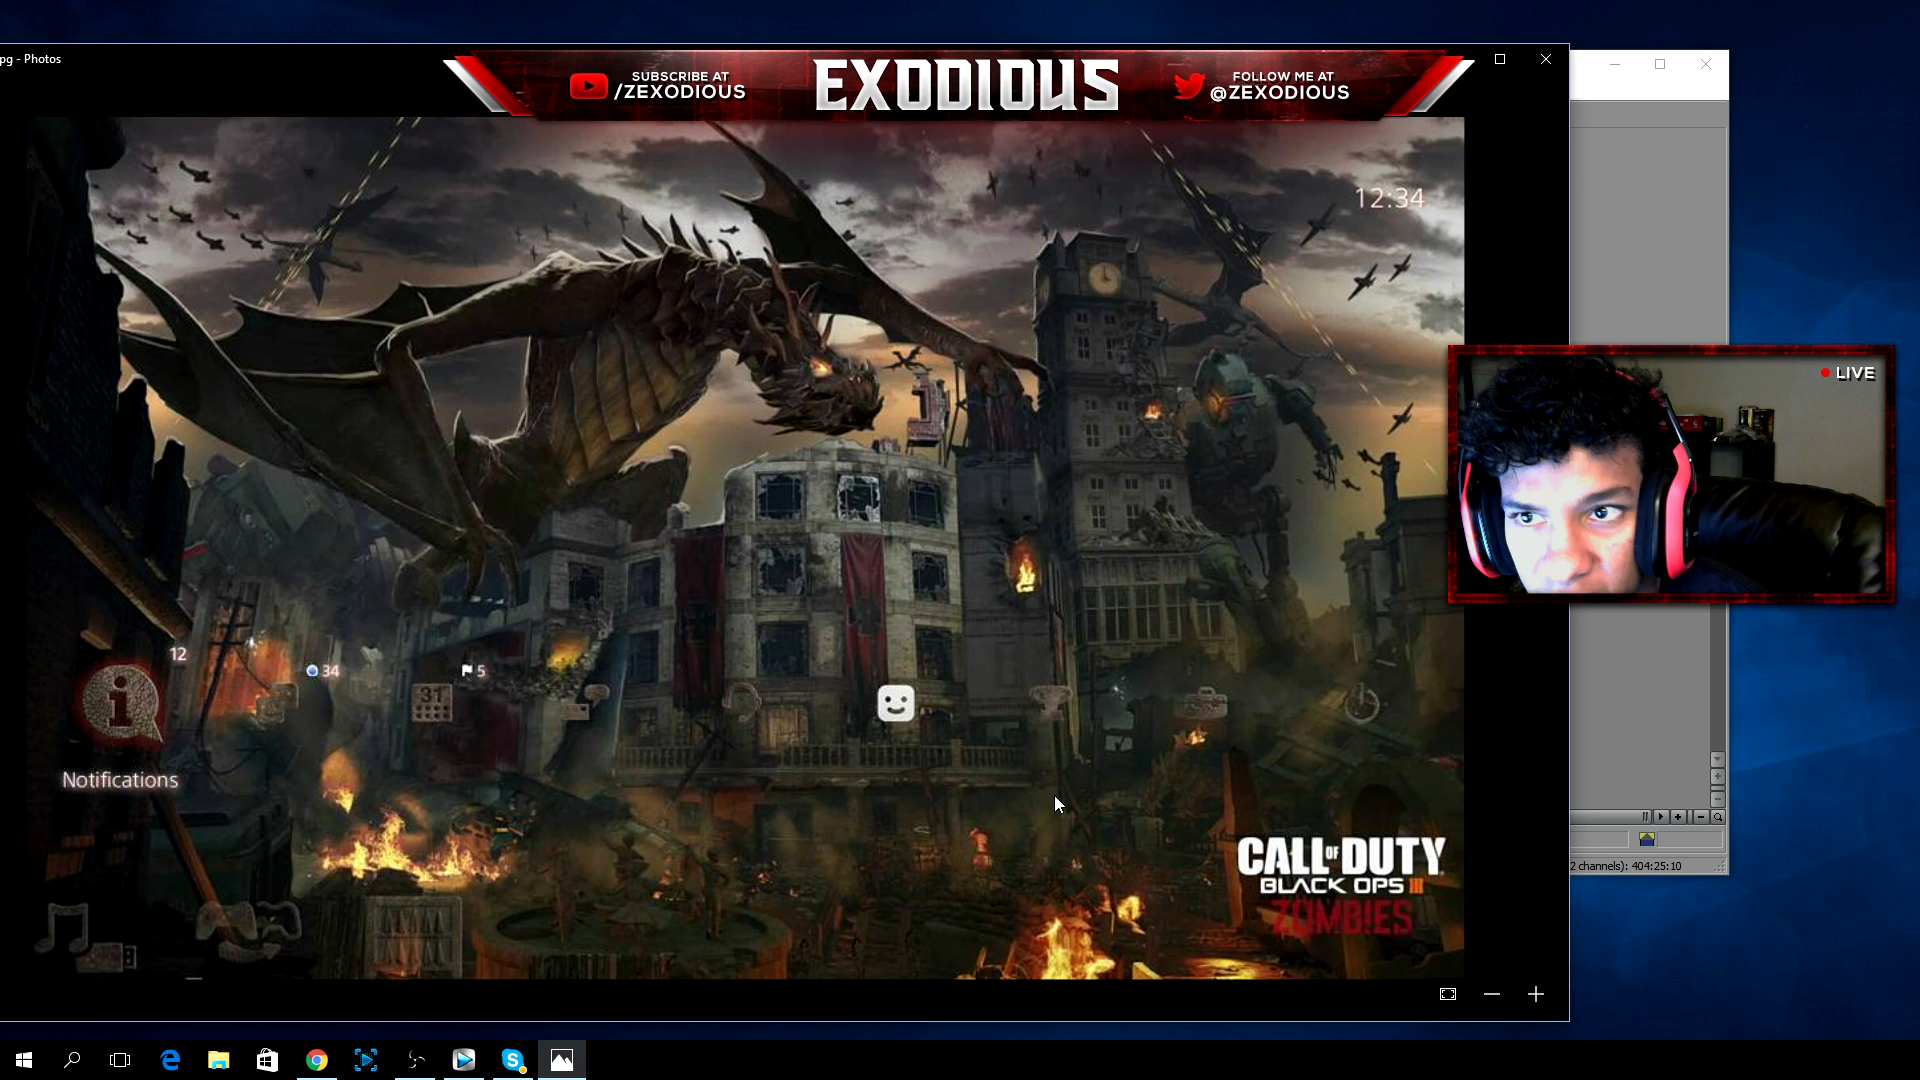 pg - Photos
SUBSCRIBE AT
/ZEXODIOUS
EXODIOUS
FOLLOW ME AT
@ZEXODIOUS
12:34
LIVE
12
34
5
31
Notifications
CALL OF DUTY
BLACK OPS III
ZOMBIES
2 channels): 404:25:10